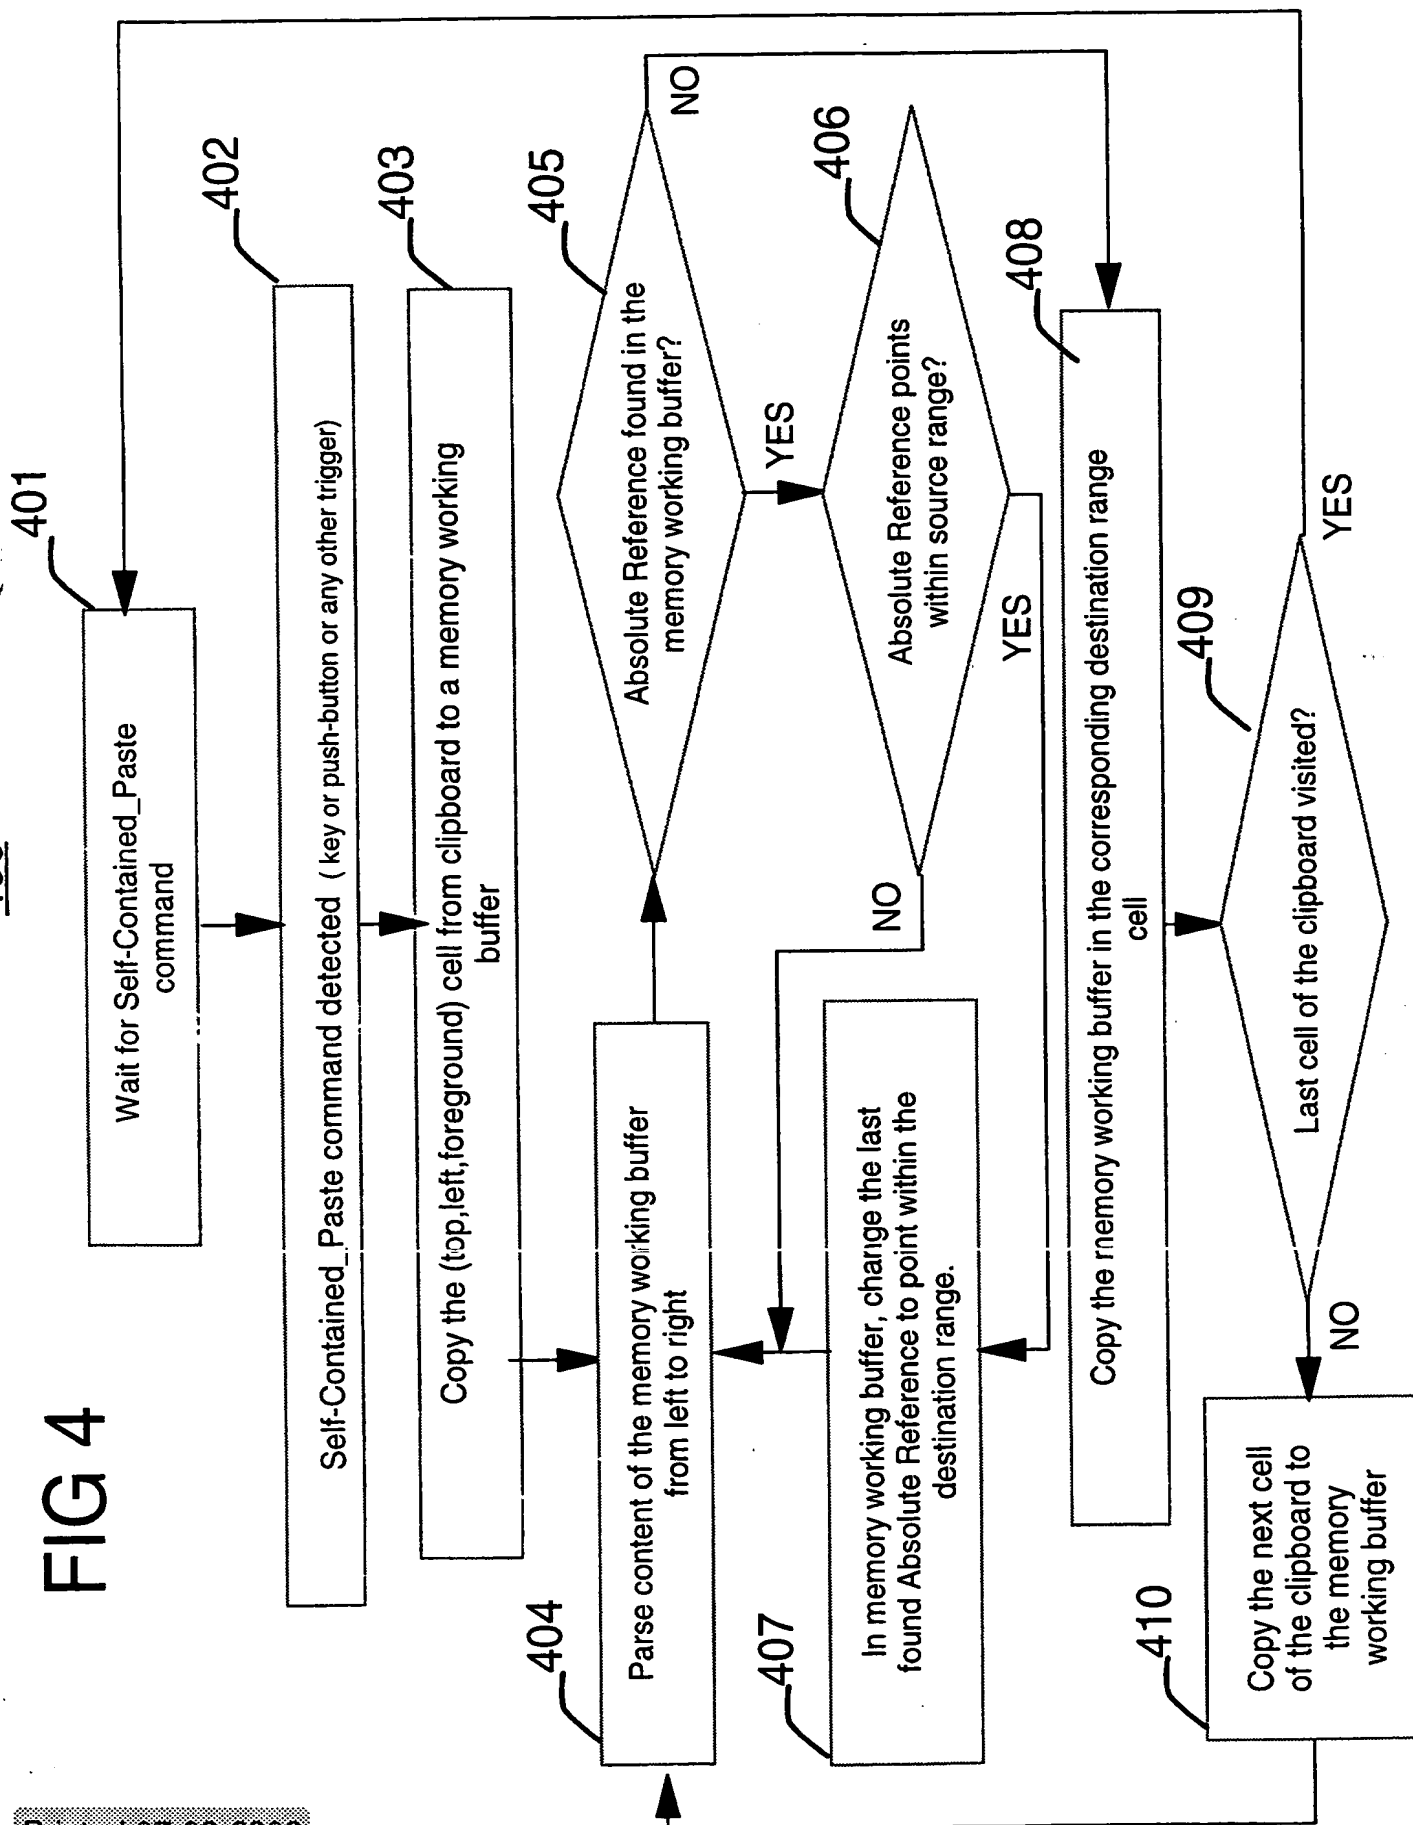 FIG 4
401
Wait for Self-Contained_Paste
command
402
Self-Contained_Paste command detected ( key or push-button or any other trigger)
403
Copy the (top,left,foreground) cell from clipboard to a memory working
buffer
404
Parse content of the memory working buffer
from left to right
405
Absolute Reference found in the
memory working buffer?
NO
YES
406
Absolute Reference points
within source range?
NO
YES
407
In memory working buffer, change the last
found Absolute Reference to point within the
destination range.
408
Copy the memory working buffer in the corresponding destination range
cell
409
Last cell of the clipboard visited?
YES
NO
410
Copy the next cell
of the clipboard to
the memory
working buffer